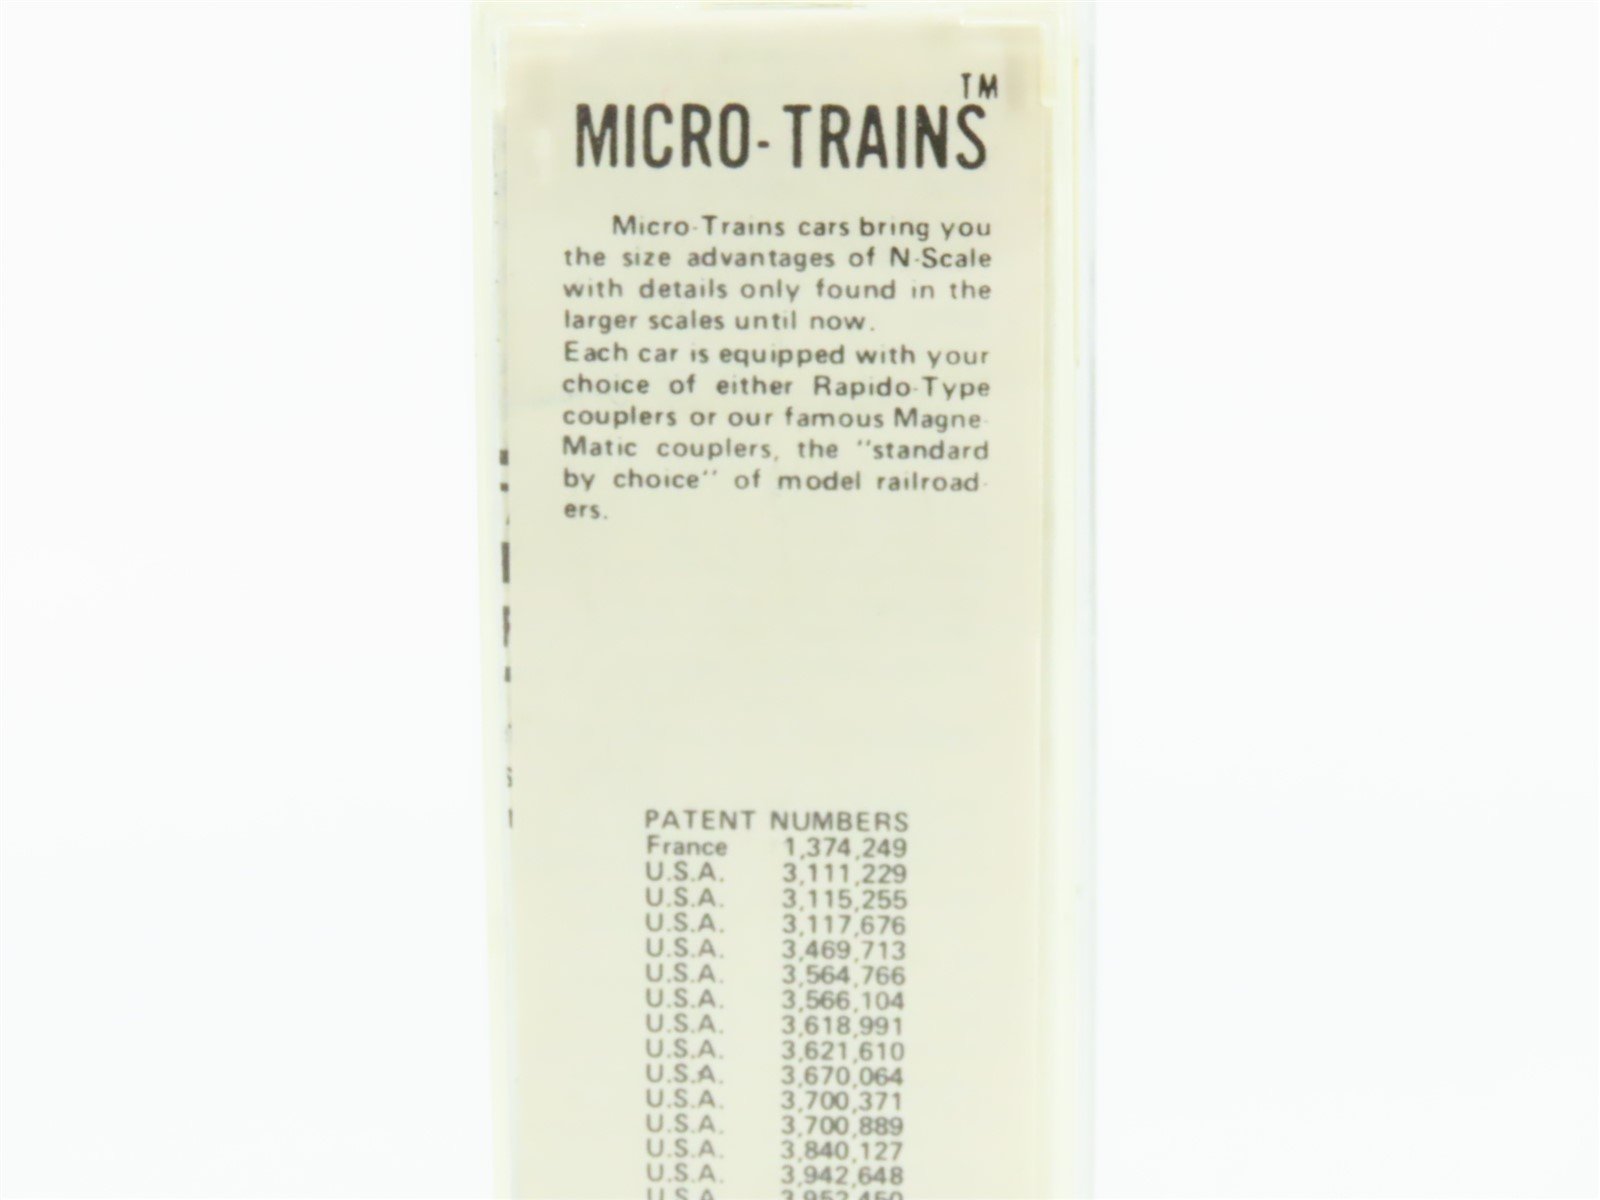 MICRO-TRAINS™
Micro-Trains cars bring you
the size advantages of N-Scale
with details only found in the
larger scales until now.
Each car is equipped with your
choice of either Rapido-Type
couplers or our famous Magne-
Matic couplers, the "standard
by choice" of model railroad-
ers.
PATENT NUMBERS
France 1,374,249
U.S.A. 3,111,229
U.S.A. 3,115,255
U.S.A. 3,117,676
U.S.A. 3,469,713
U.S.A. 3,564,766
U.S.A. 3,566,104
U.S.A. 3,618,991
U.S.A. 3,621,610
U.S.A. 3,670,064
U.S.A. 3,700,371
U.S.A. 3,700,889
U.S.A. 3,840,127
U.S.A. 3,942,648
U.S.A. 3,952,450